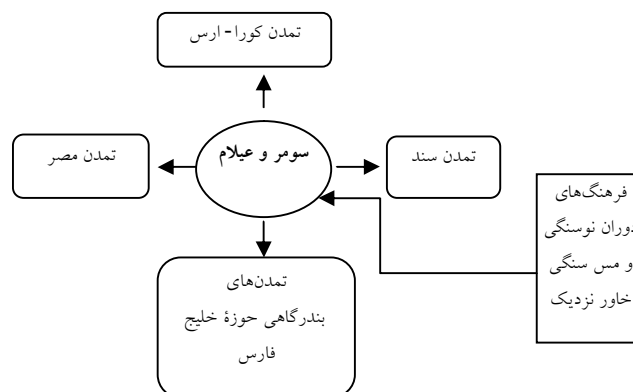 تمدن کورا - ارس
تمدن مصر
سومر و عیلام
تمدن سند
فرهنگ‌های
دوران نوسنگی
و مس سنگی
خاور نزدیک
تمدن‌های
بندرگاهی حوزهٔ خلیج
فارس